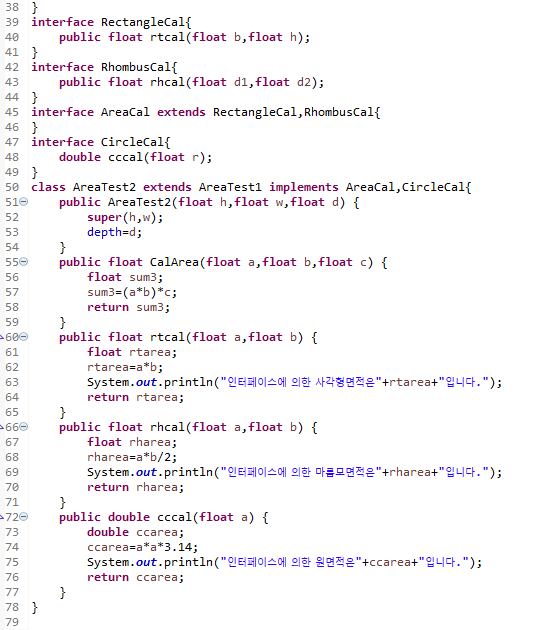 38 }
39 interface RectangleCal{
40     public float rtcal(float b,float h);
41 }
42 interface RhombusCal{
43     public float rhcal(float d1,float d2);
44 }
45 interface AreaCal extends RectangleCal,RhombusCal{
46 }
47 interface CircleCal{
48     double cccal(float r);
49 }
50 class AreaTest2 extends AreaTest1 implements AreaCal,CircleCal{
51     public AreaTest2(float h,float w,float d) {
52         super(h,w);
53         depth=d;
54     }
55     public float CalArea(float a,float b,float c) {
56         float sum3;
57         sum3=(a*b)*c;
58         return sum3;
59     }
60     public float rtcal(float a,float b) {
61         float rtarea;
62         rtarea=a*b;
63         System.out.println("인터페이스에 의한 사각형면적은"+rtarea+"입니다.");
64         return rtarea;
65     }
66     public float rhcal(float a,float b) {
67         float rharea;
68         rharea=a*b/2;
69         System.out.println("인터페이스에 의한 마름모면적은"+rharea+"입니다.");
70         return rharea;
71     }
72     public double cccal(float a) {
73         double ccarea;
74         ccarea=a*a*3.14;
75         System.out.println("인터페이스에 의한 원면적은"+ccarea+"입니다.");
76         return ccarea;
77     }
78 }
79